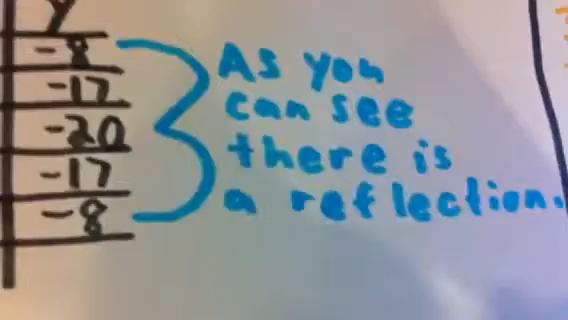 y
-8
-17
-20
-17
-8
As you
can see
there is
a reflection.